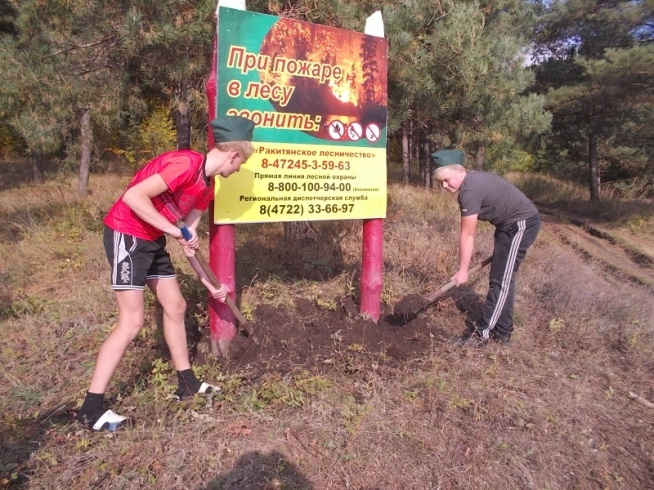 При пожаре
в лесу
звонить:
"Ракитянское лесничество"
8-47245-3-59-63
Прямая линия лесной охраны
8-800-100-94-00 (бесплатно)
Региональная диспетчерская служба
8(4722) 33-66-97